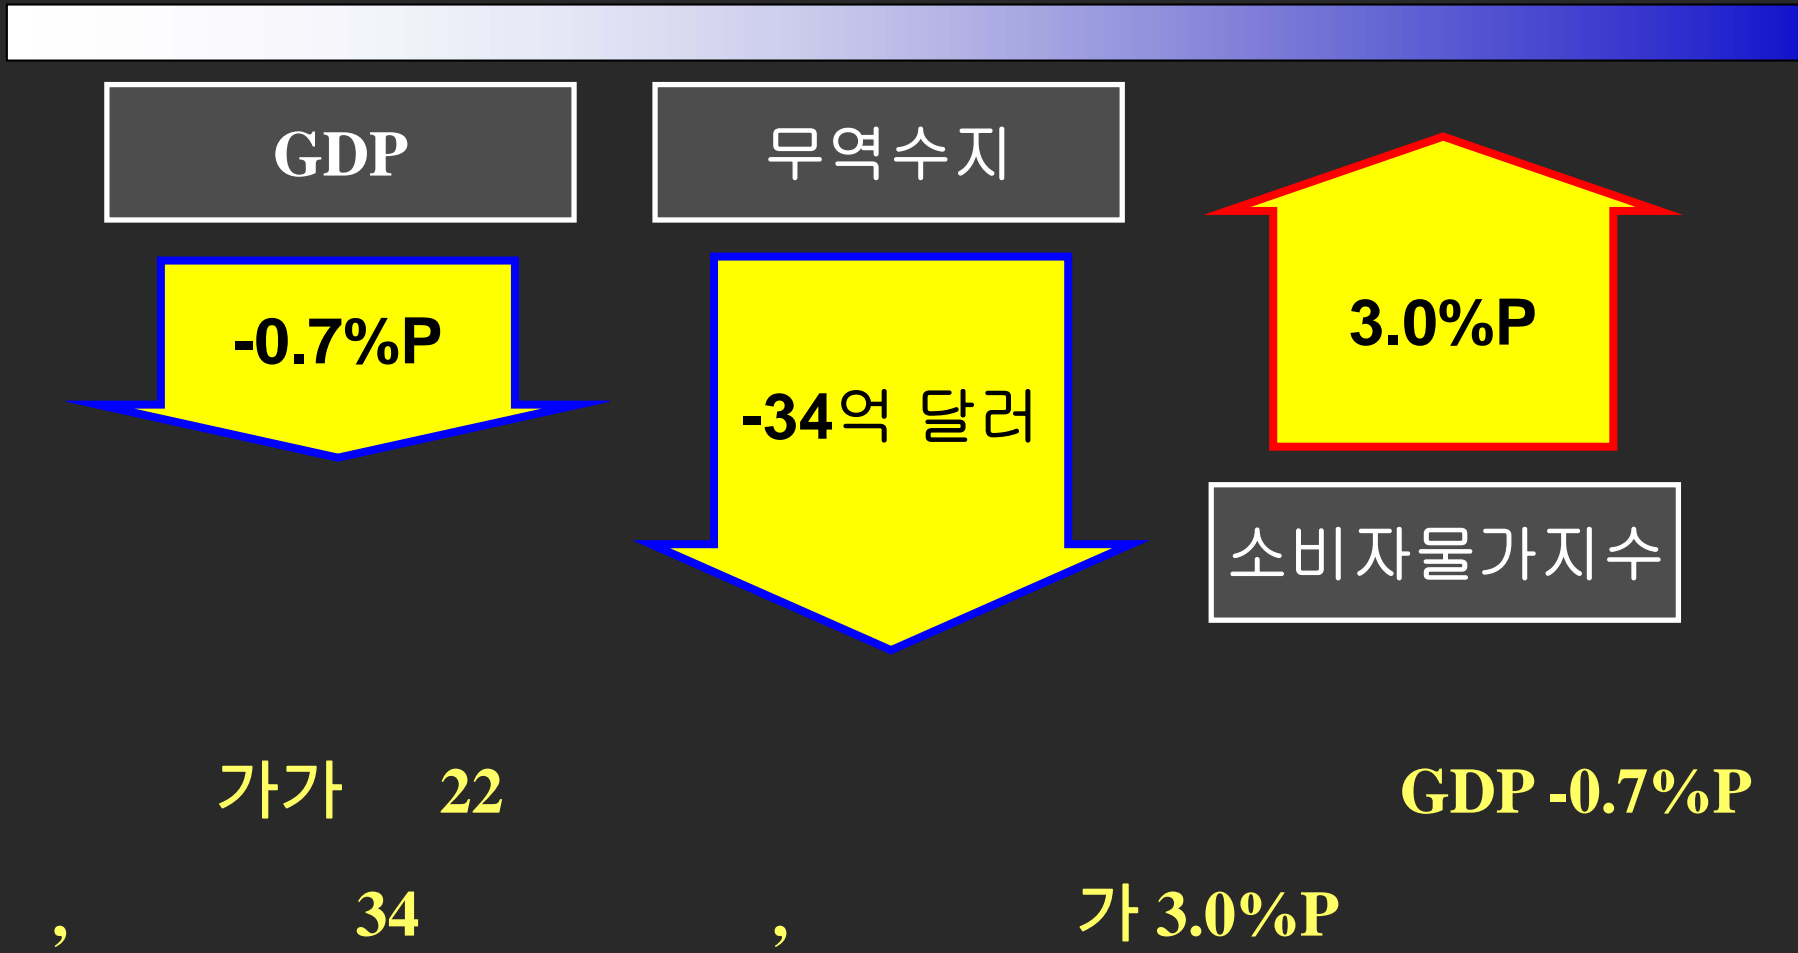 GDP
무역수지
-0.7%P
-34억 달러
3.0%P
소비자물가지수
가가 22 GDP -0.7%P
, 34 , 가 3.0%P